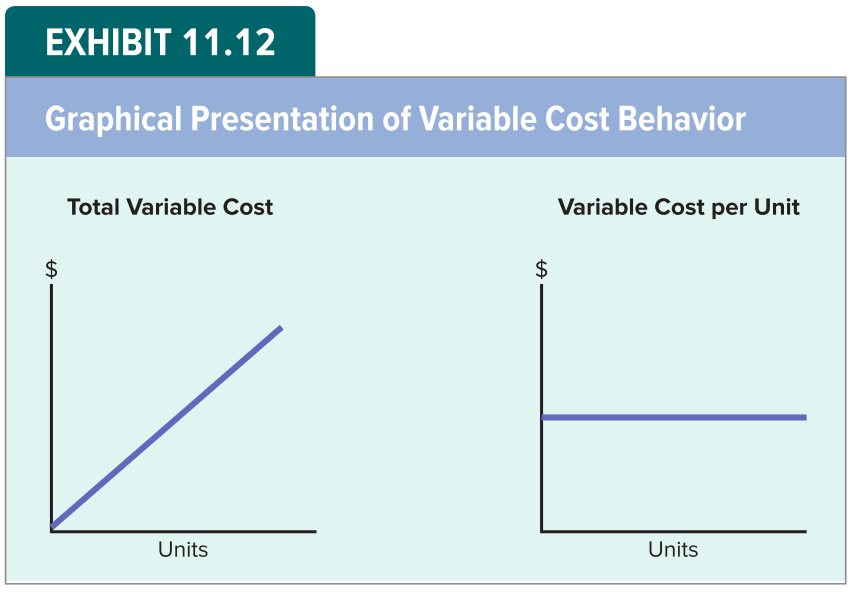 EXHIBIT 11.12
Graphical Presentation of Variable Cost Behavior
Total Variable Cost
$
Units
Variable Cost per Unit
$
Units